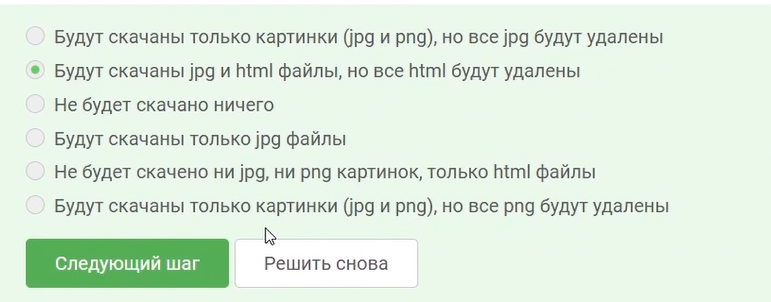 Будут скачаны только картинки (jpg и png), но все jpg будут удалены
Будут скачаны jpg и html файлы, но все html будут удалены
Не будет скачано ничего
Будут скачаны только jpg файлы
Не будет скачено ни jpg, ни png картинок, только html файлы
Будут скачаны только картинки (jpg и png), но все png будут удалены
Следующий шаг
Решить снова